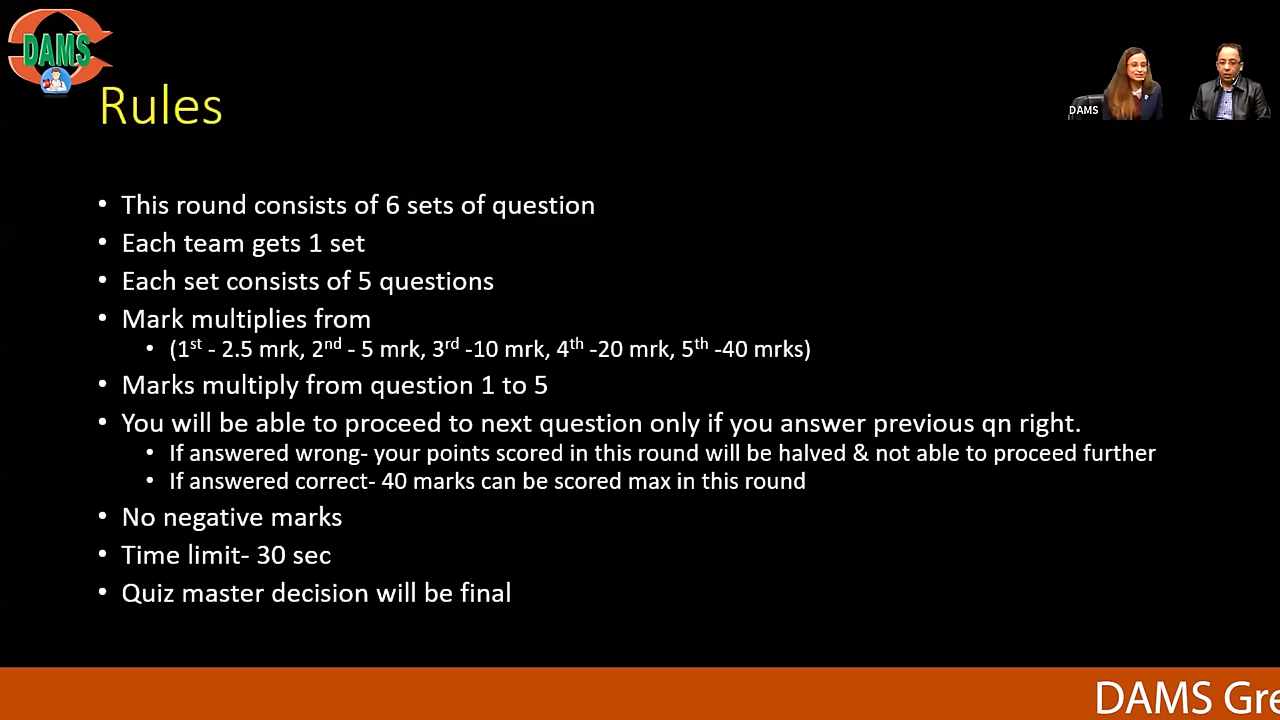 DAMS
Rules
DAMS
• This round consists of 6 sets of question
• Each team gets 1 set
• Each set consists of 5 questions
• Mark multiplies from
• (1st - 2.5 mrk, 2nd - 5 mrk, 3rd -10 mrk, 4th -20 mrk, 5th -40 mrks)
• Marks multiply from question 1 to 5
• You will be able to proceed to next question only if you answer previous qn right.
• If answered wrong- your points scored in this round will be halved & not able to proceed further
• If answered correct- 40 marks can be scored max in this round
• No negative marks
• Time limit- 30 sec
• Quiz master decision will be final
DAMS Gre